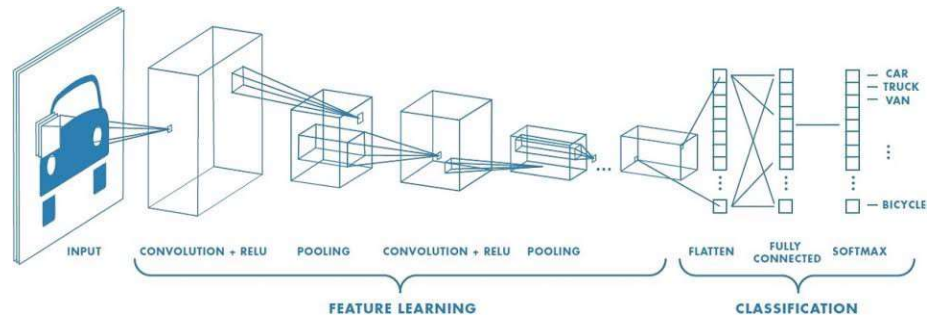 CAR
TRUCK
VAN
BICYCLE
INPUT CONVOLUTION + RELU POOLING CONVOLUTION + RELU POOLING FLATTEN FULLY CONNECTED SOFTMAX
FEATURE LEARNING CLASSIFICATION